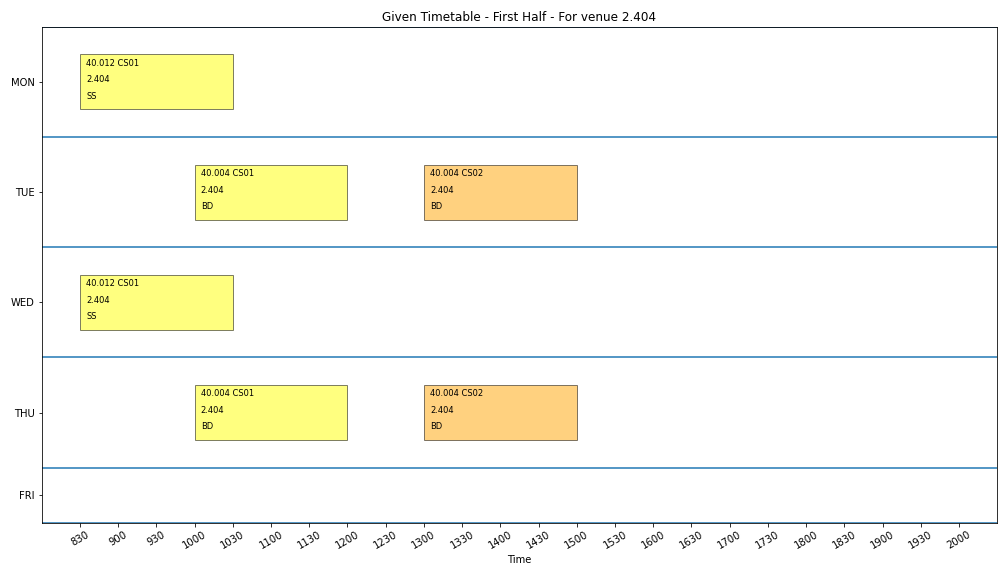 Given Timetable - First Half - For venue 2.404
MON
40.012 CS01
2.404
SS
TUE
40.004 CS01
2.404
BD
40.004 CS02
2.404
BD
WED
40.012 CS01
2.404
SS
THU
40.004 CS01
2.404
BD
40.004 CS02
2.404
BD
FRI
830 900 930 1000 1030 1100 1130 1200 1230 1300 1330 1400 1430 1500 1530 1600 1630 1700 1730 1800 1830 1900 1930 2000
Time